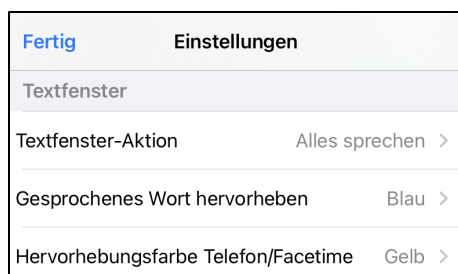 Fertig Einstellungen
Textfenster
Textfenster-Aktion Alles sprechen
Gesprochenes Wort hervorheben Blau
Hervorhebungsfarbe Telefon/Facetime Gelb